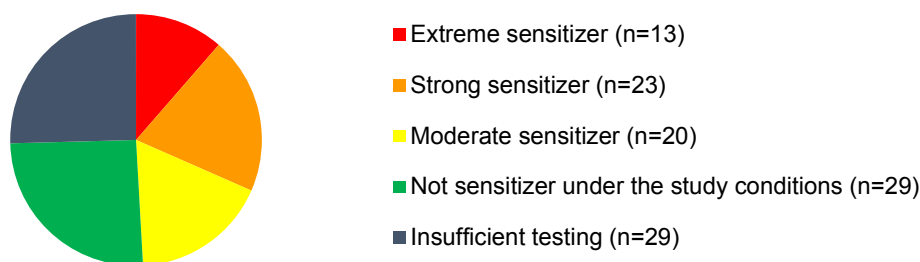 Extreme sensitizer (n=13)
Strong sensitizer (n=23)
Moderate sensitizer (n=20)
Not sensitizer under the study conditions (n=29)
Insufficient testing (n=29)